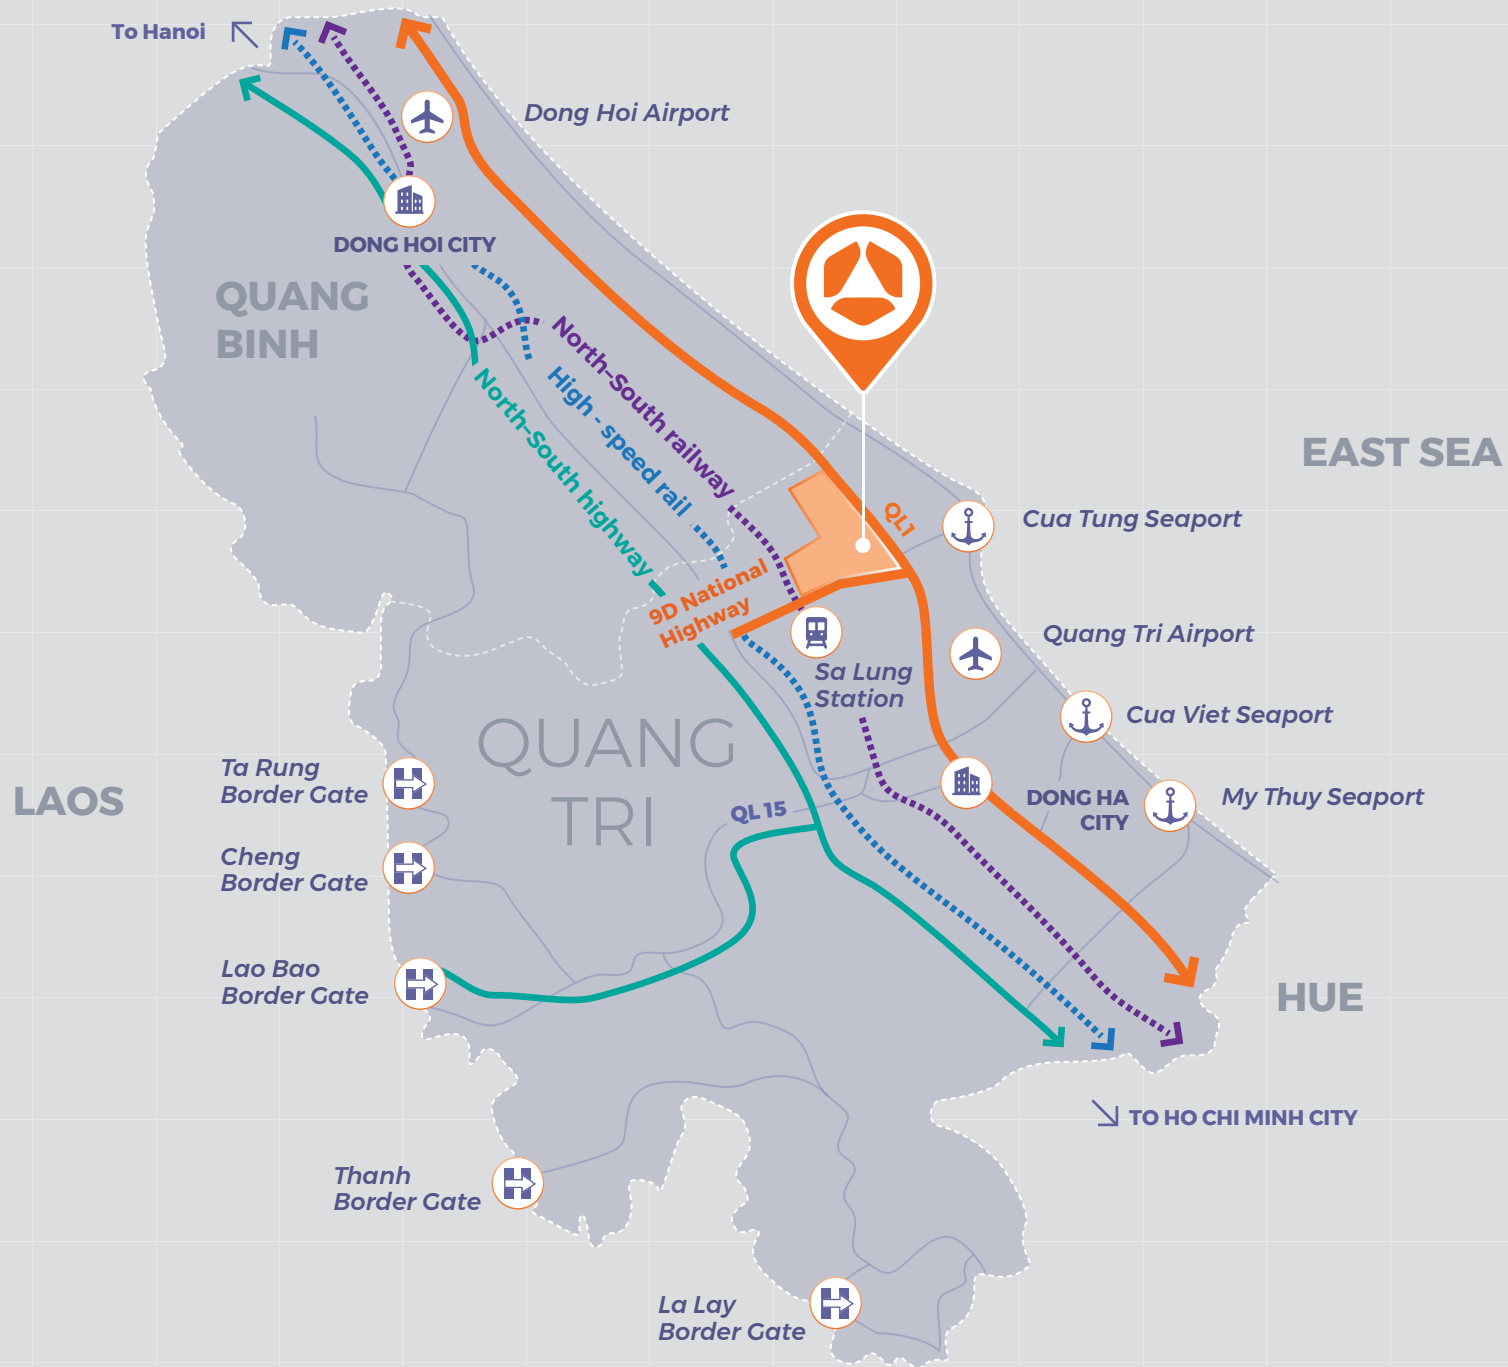 To Hanoi
Dong Hoi Airport
DONG HOI CITY
QUANG
BINH
North-South railway
High - speed rail
North-South highway
EAST SEA
QL1
Cua Tung Seaport
9D National
Highway
Quang Tri Airport
Sa Lung
Station
Cua Viet Seaport
QUANG
TRI
Ta Rung
Border Gate
LAOS
QL 15
DONG HA
CITY
My Thuy Seaport
Cheng
Border Gate
Lao Bao
Border Gate
HUE
TO HO CHI MINH CITY
Thanh
Border Gate
La Lay
Border Gate